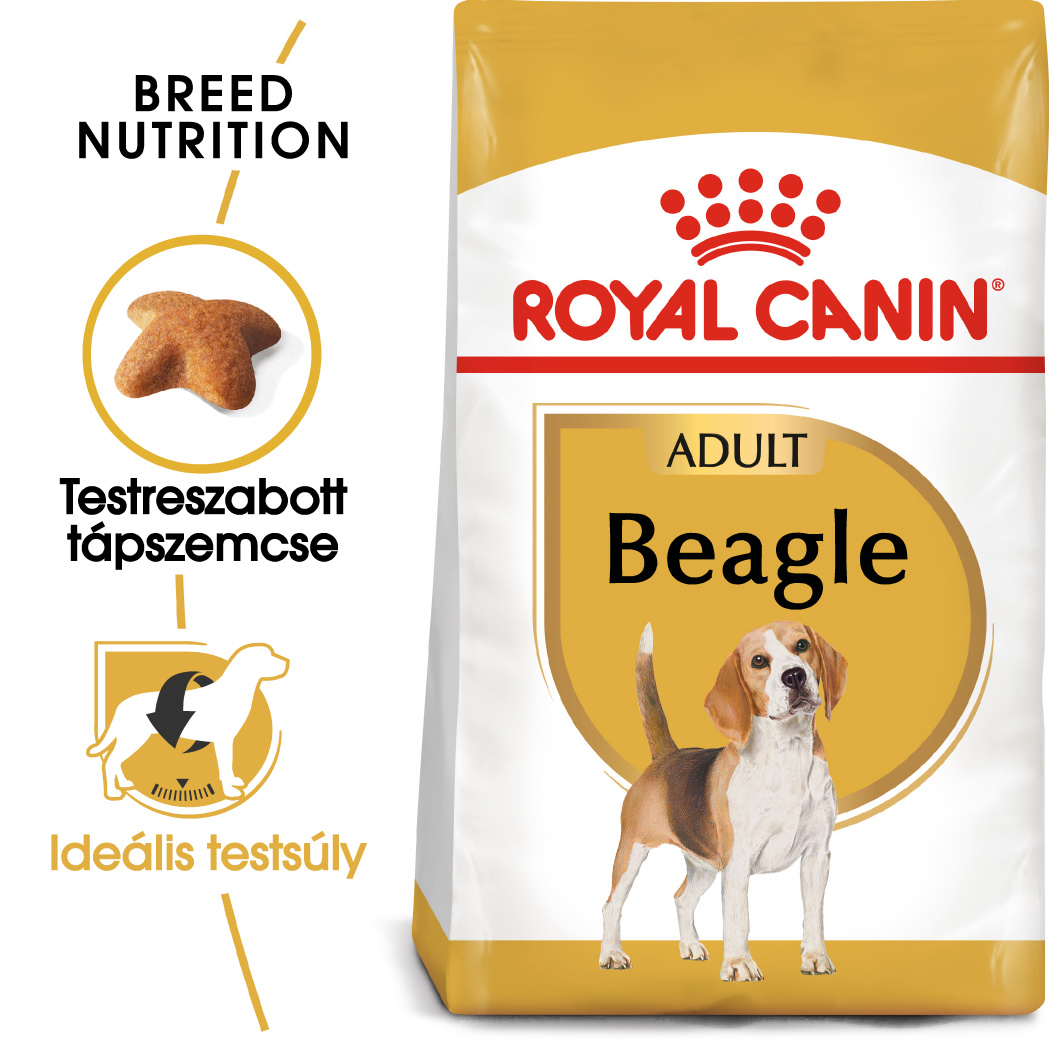 BREED
NUTRITION
Testreszabott
tápszemcse
Ideális testsúly
ROYAL CANIN®
ADULT
Beagle